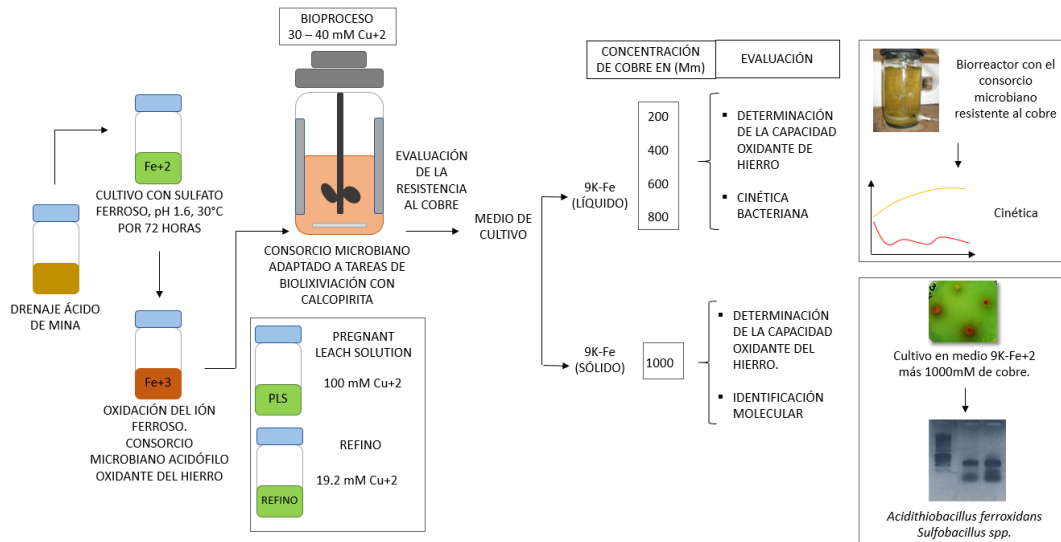 DRENAJE ÁCIDO
DE MINA
Fe+2
CULTIVO CON SULFATO
FERROSO, pH 1.6, 30°C
POR 72 HORAS
Fe+3
OXIDACIÓN DEL IÓN
FERROSO.
CONSORCIO
MICROBIANO ACIDÓFILO
OXIDANTE DEL HIERRO
BIOPROCESO
30 – 40 mM Cu+2
CONSORCIO MICROBIANO
ADAPTADO A TAREAS DE
BIOLIXIVIACIÓN CON
CALCOPIRITA
PREGNANT
LEACH SOLUTION
100 mM Cu+2
PLS
REFINO
19.2 mM Cu+2
REFINO
EVALUACIÓN
DE LA
RESISTENCIA
AL COBRE
MEDIO DE
CULTIVO
9K-Fe
(LÍQUIDO)
9K-Fe
(SÓLIDO)
CONCENTRACIÓN
DE COBRE EN (Mm)
200
400
600
800
1000
EVALUACIÓN
▪ DETERMINACIÓN
DE LA CAPACIDAD
OXIDANTE DE
HIERRO
▪ CINÉTICA
BACTERIANA
▪ DETERMINACIÓN
DE LA CAPACIDAD
OXIDANTE DEL
HIERRO.
▪ IDENTIFICACIÓN
MOLECULAR
Biorreactor con el
consorcio
microbiano
resistente al cobre
Cinética
Cultivo en medio 9K-Fe+2
más 1000mM de cobre.
Acidithiobacillus ferroxidans
Sulfobacillus spp.